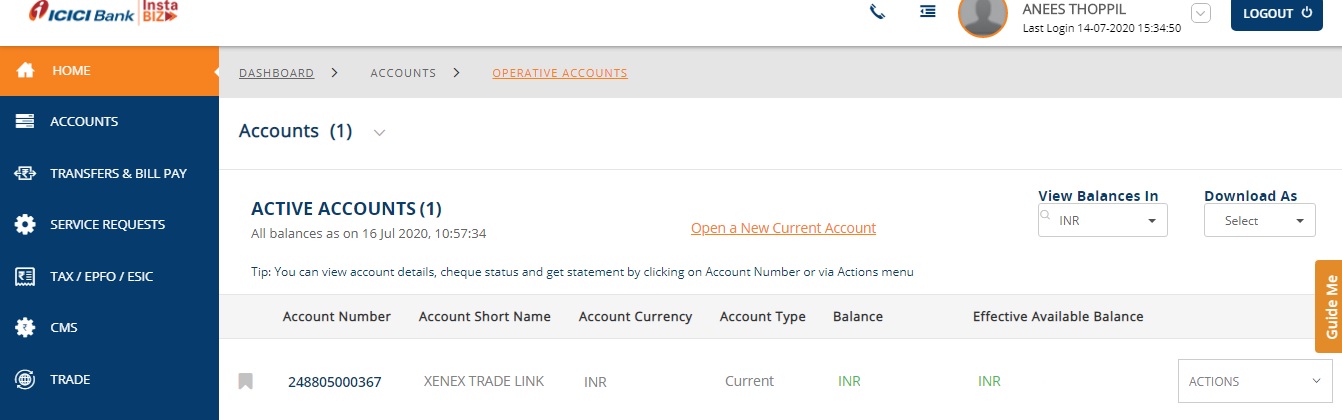 ICICI Bank Insta BIZ
ANEES THOPPIL
Last Login 14-07-2020 15:34:50
LOGOUT
HOME
DASHBOARD > ACCOUNTS > OPERATIVE ACCOUNTS
ACCOUNTS
Accounts (1)
TRANSFERS & BILL PAY
SERVICE REQUESTS
TAX / EPFO / ESIC
CMS
TRADE
ACTIVE ACCOUNTS (1)
All balances as on 16 Jul 2020, 10:57:34
Open a New Current Account
View Balances In
INR
Download As
Select
Tip: You can view account details, cheque status and get statement by clicking on Account Number or via Actions menu
Guide Me
Account Number Account Short Name Account Currency Account Type Balance Effective Available Balance
248805000367 XENEX TRADE LINK INR Current INR INR ACTIONS